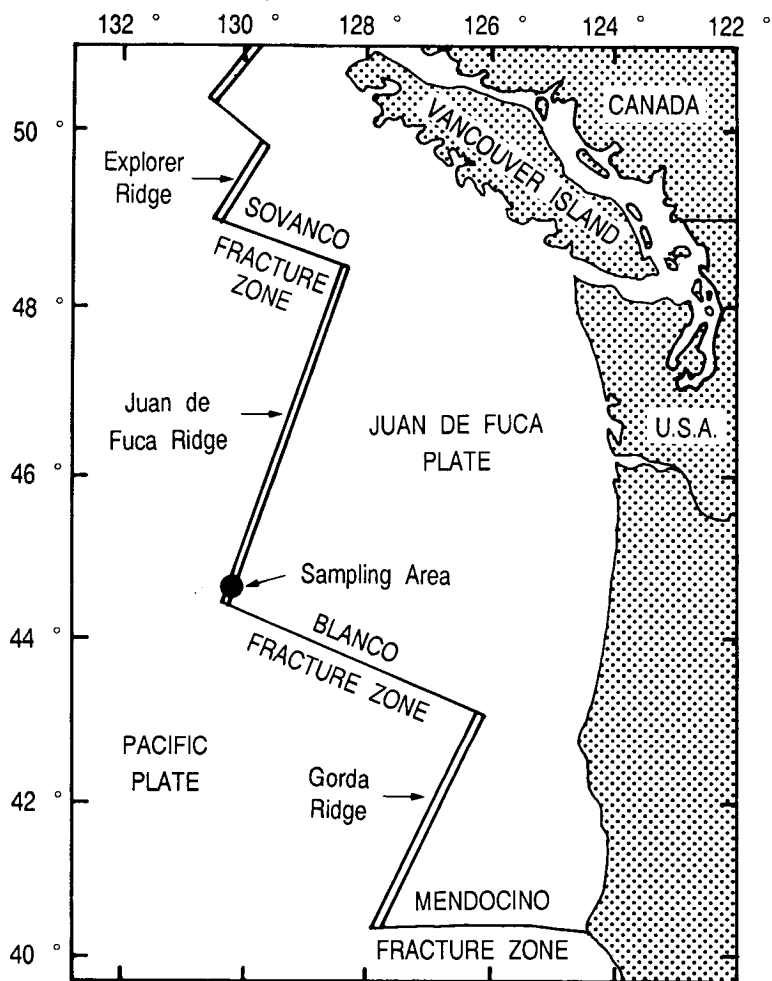 132 ° 130 ° 128 ° 126 ° 124 ° 122 °
50 °
48 °
46 °
44 °
42 °
40 °
CANADA
VANCOUVER ISLAND
Explorer
Ridge
SOVANCO
FRACTURE
ZONE
Juan de
Fuca Ridge
JUAN DE FUCA
PLATE
U.S.A.
Sampling Area
BLANCO
FRACTURE ZONE
PACIFIC
PLATE
Gorda
Ridge
MENDOCINO
FRACTURE ZONE